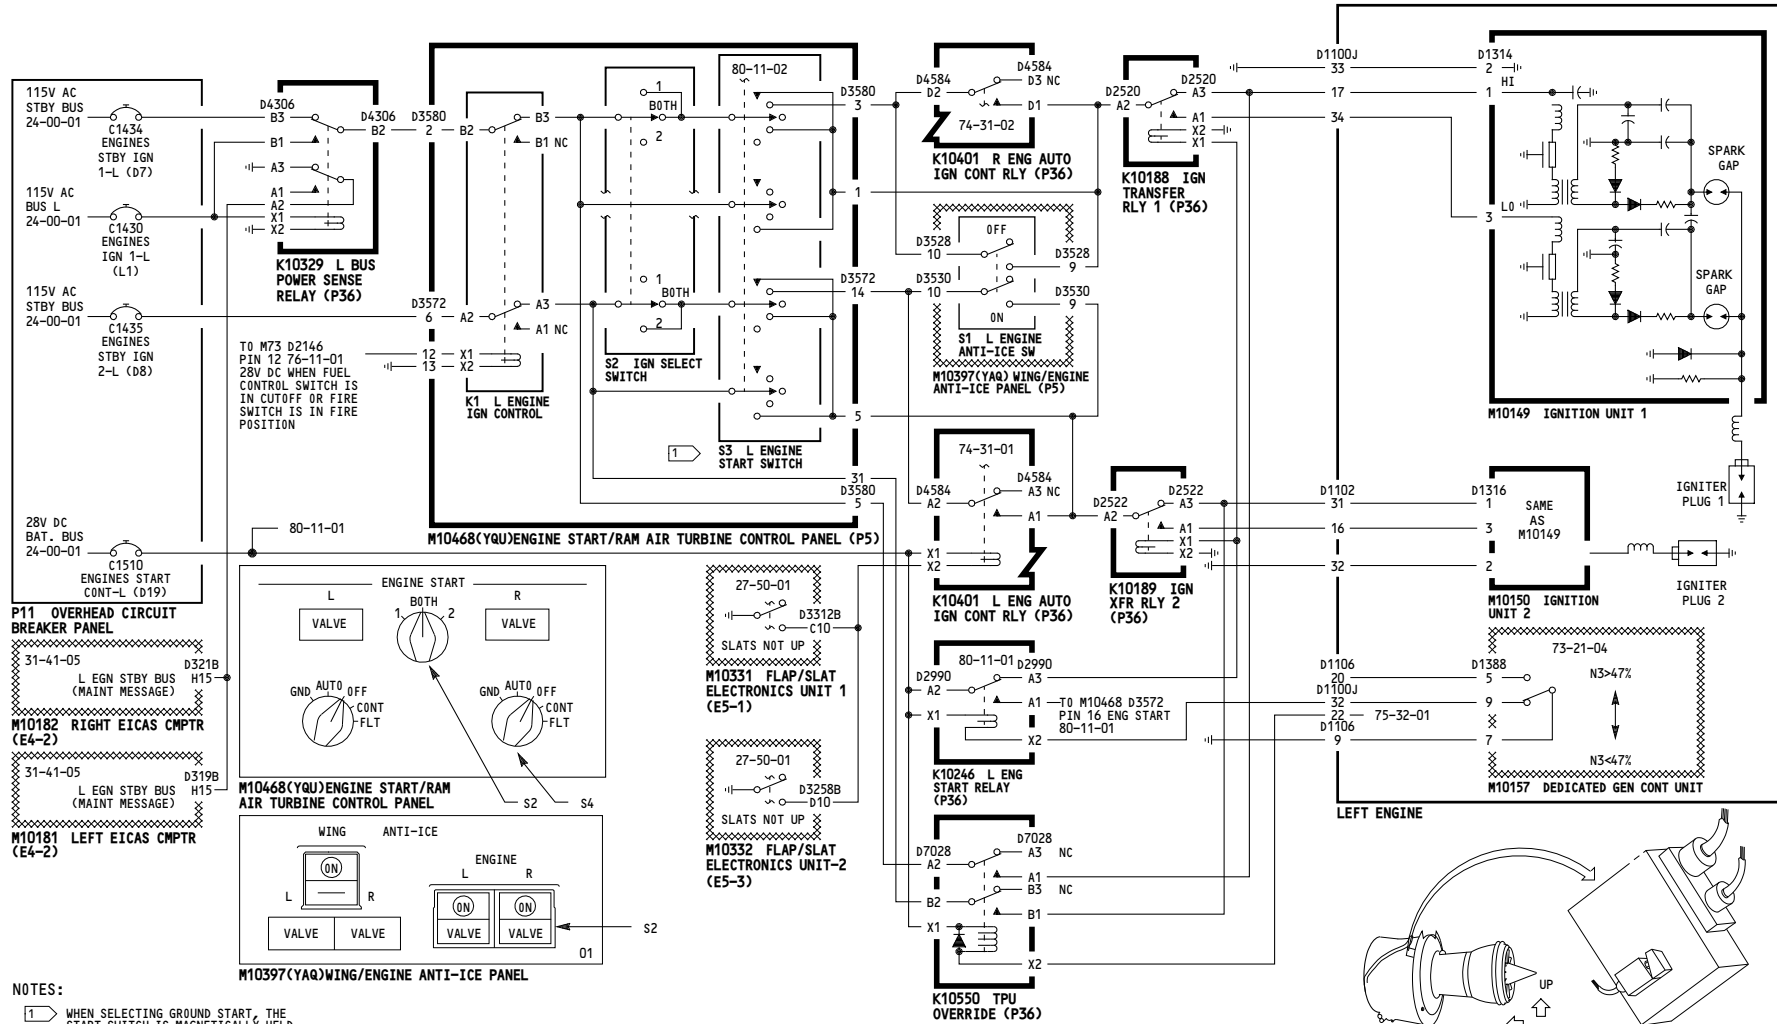 115V AC
STBY BUS
24-00-01
C1434
ENGINES
STBY IGN
1-L (D7)
115V AC
BUS L
24-00-01
C1430
ENGINES
IGN 1-L
(L1)
115V AC
STBY BUS
24-00-01
C1435
ENGINES
STBY IGN
2-L (D8)
28V DC
BAT. BUS
24-00-01
C1510
ENGINES START
CONT-L (D19)
P11 OVERHEAD CIRCUIT
BREAKER PANEL
80-11-01
D4306
B3
B1
A3
A1
A2
X1
X2
D4306
B2
K10329 L BUS
POWER SENSE
RELAY (P36)
TO M73 D2146
PIN 12 76-11-01
28V DC WHEN FUEL
CONTROL SWITCH IS
IN CUTOFF OR FIRE
SWITCH IS IN FIRE
POSITION
D3580
2
B2
B3
B1 NC
D3572
6
A2
A3
A1 NC
12 X1
13 X2
K1 L ENGINE
IGN CONTROL
1
BOTH
2
1
BOTH
2
S2 IGN SELECT
SWITCH
80-11-02
1
S3 L ENGINE
START SWITCH
D3580
3
1
D3572
14
5
31
D3580
5
M10468(YQU)ENGINE START/RAM AIR TURBINE CONTROL PANEL (P5)
D4584
D2
D4584
D3 NC
D1
74-31-02
K10401 R ENG AUTO
IGN CONT RLY (P36)
D2520
A2
D2520
A3
A1
X2
X1
K10188 IGN
TRANSFER
RLY 1 (P36)
D3528
10
OFF
D3528
9
D3530
10
D3530
9
ON
S1 L ENGINE
ANTI-ICE SW
M10397(YAQ) WING/ENGINE
ANTI-ICE PANEL (P5)
74-31-01
D4584
A2
D4584
A3 NC
A1
X1
X2
K10401 L ENG AUTO
IGN CONT RLY (P36)
D2522
A2
D2522
A3
A1
X1
X2
K10189 IGN
XFR RLY 2
(P36)
27-50-01
D3312B
C10
SLATS NOT UP
M10331 FLAP/SLAT
ELECTRONICS UNIT 1
(E5-1)
27-50-01
D3258B
D10
SLATS NOT UP
M10332 FLAP/SLAT
ELECTRONICS UNIT-2
(E5-3)
80-11-01
D2990
A2
D2990
A3
A1
TO M10468 D3572
PIN 16 ENG START
80-11-01
X1
X2
K10246 L ENG
START RELAY
(P36)
D7028
A2
D7028
A3 NC
A1
B3 NC
B2
B1
X1
X2
K10550 TPU
OVERRIDE (P36)
D1100J
33
17
34
D1314
2
HI
1
LO
3
SPARK
GAP
SPARK
GAP
M10149 IGNITION UNIT 1
IGNITER
PLUG 1
D1102
31
16
32
D1316
1
3
2
SAME
AS
M10149
M10150 IGNITION
UNIT 2
IGNITER
PLUG 2
D1106
20
D1100J
32
22
75-32-01
D1106
9
D1388
5
9
7
73-21-04
N3>47%
N3<47%
M10157 DEDICATED GEN CONT UNIT
LEFT ENGINE
31-41-05
L EGN STBY BUS
(MAINT MESSAGE)
D321B
H15
M10182 RIGHT EICAS CMPTR
(E4-2)
31-41-05
L EGN STBY BUS
(MAINT MESSAGE)
D319B
H15
M10181 LEFT EICAS CMPTR
(E4-2)
ENGINE START
L
R
VALVE
1
BOTH
2
VALVE
GND
AUTO
OFF
CONT
FLT
GND
AUTO
OFF
CONT
FLT
M10468(YQU)ENGINE START/RAM
AIR TURBINE CONTROL PANEL
S2
S4
WING ANTI-ICE
ON
L
R
VALVE
VALVE
ENGINE
L R
ON
ON
VALVE
VALVE
S2
01
M10397(YAQ)WING/ENGINE ANTI-ICE PANEL
NOTES:
1 WHEN SELECTING GROUND START, THE
START SWITCH IS MAGNETICALLY HELD
UP